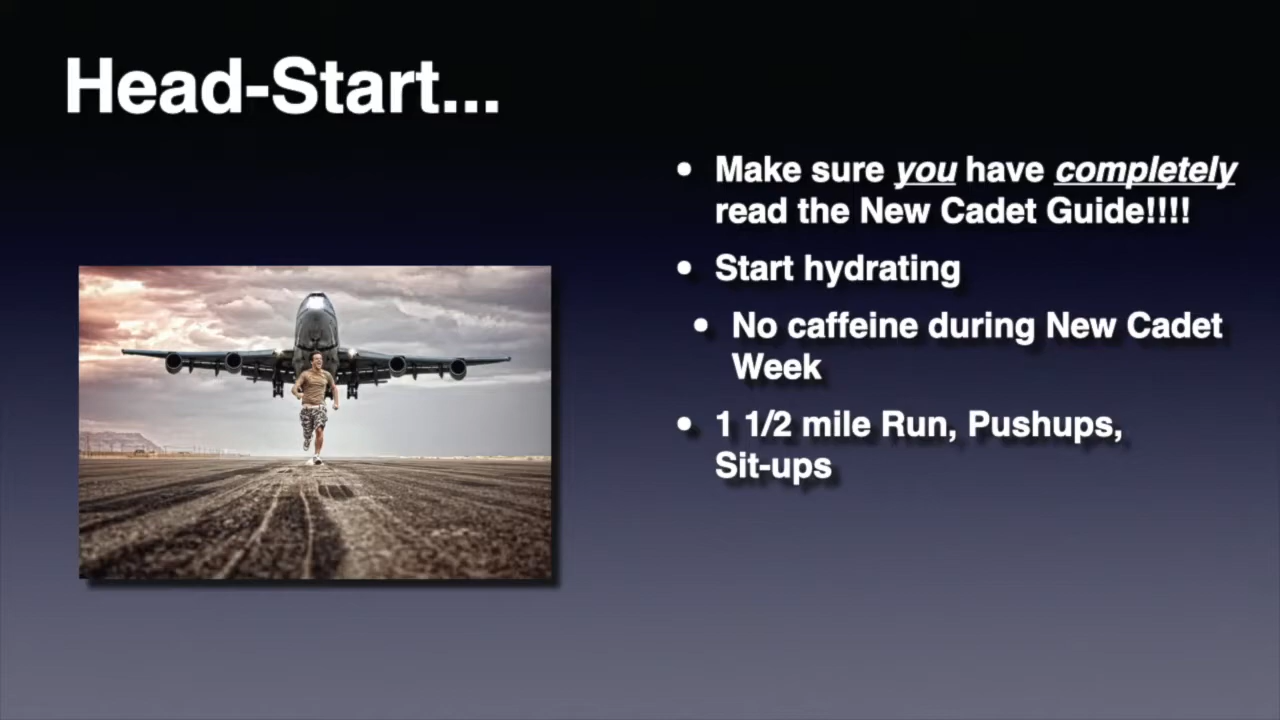 Head-Start...
• Make sure you have completely
read the New Cadet Guide!!!!
• Start hydrating
• No caffeine during New Cadet
Week
• 1 1/2 mile Run, Pushups,
Sit-ups